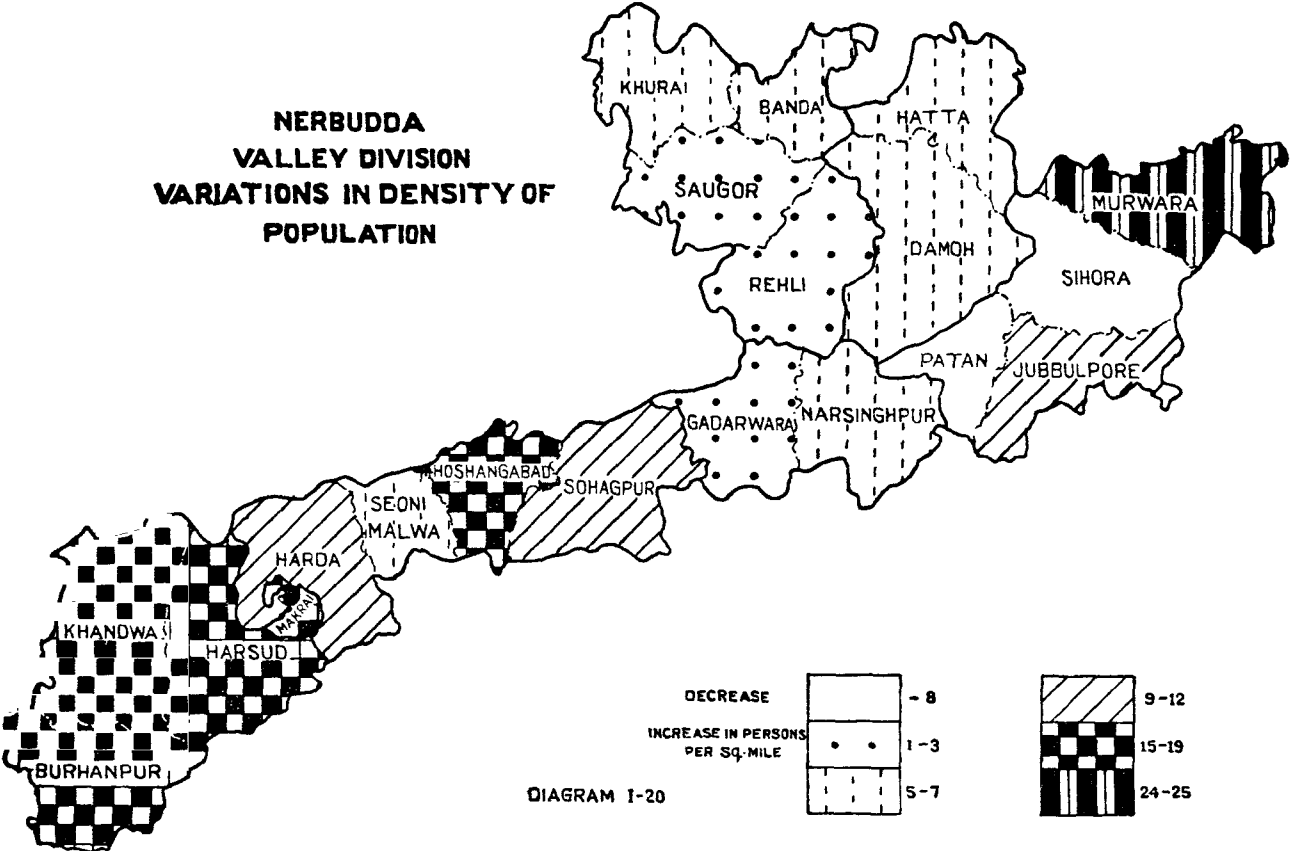 NERBUDDA
VALLEY DIVISION
VARIATIONS IN DENSITY OF
POPULATION
KHURAI
BANDA
HATTA
SAUGOR
MURWARA
REHLI
DAMOH
SIHORA
PATAN
JUBBULPORE
GADARWARA
NARSINGHPUR
HOSHANGABAD
SOHAGPUR
SEONI
MALWA
HARDA
MAKRAI
KHANDWA
HARSUD
BURHANPUR
DECREASE
- 8
INCREASE IN PERSONS
PER Sq.MILE
1-3
5-7
9-12
15-19
24-25
DIAGRAM I-20